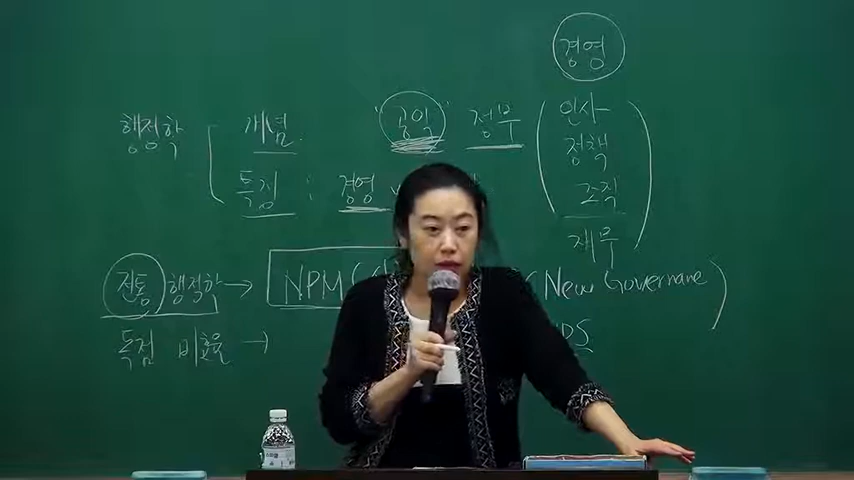 경영
행정학 개념 공익 정부 인사
정책
특징 : 경영 조직
재무
전통 행정학 → NPM ( New Governance )
독점 비효율 →